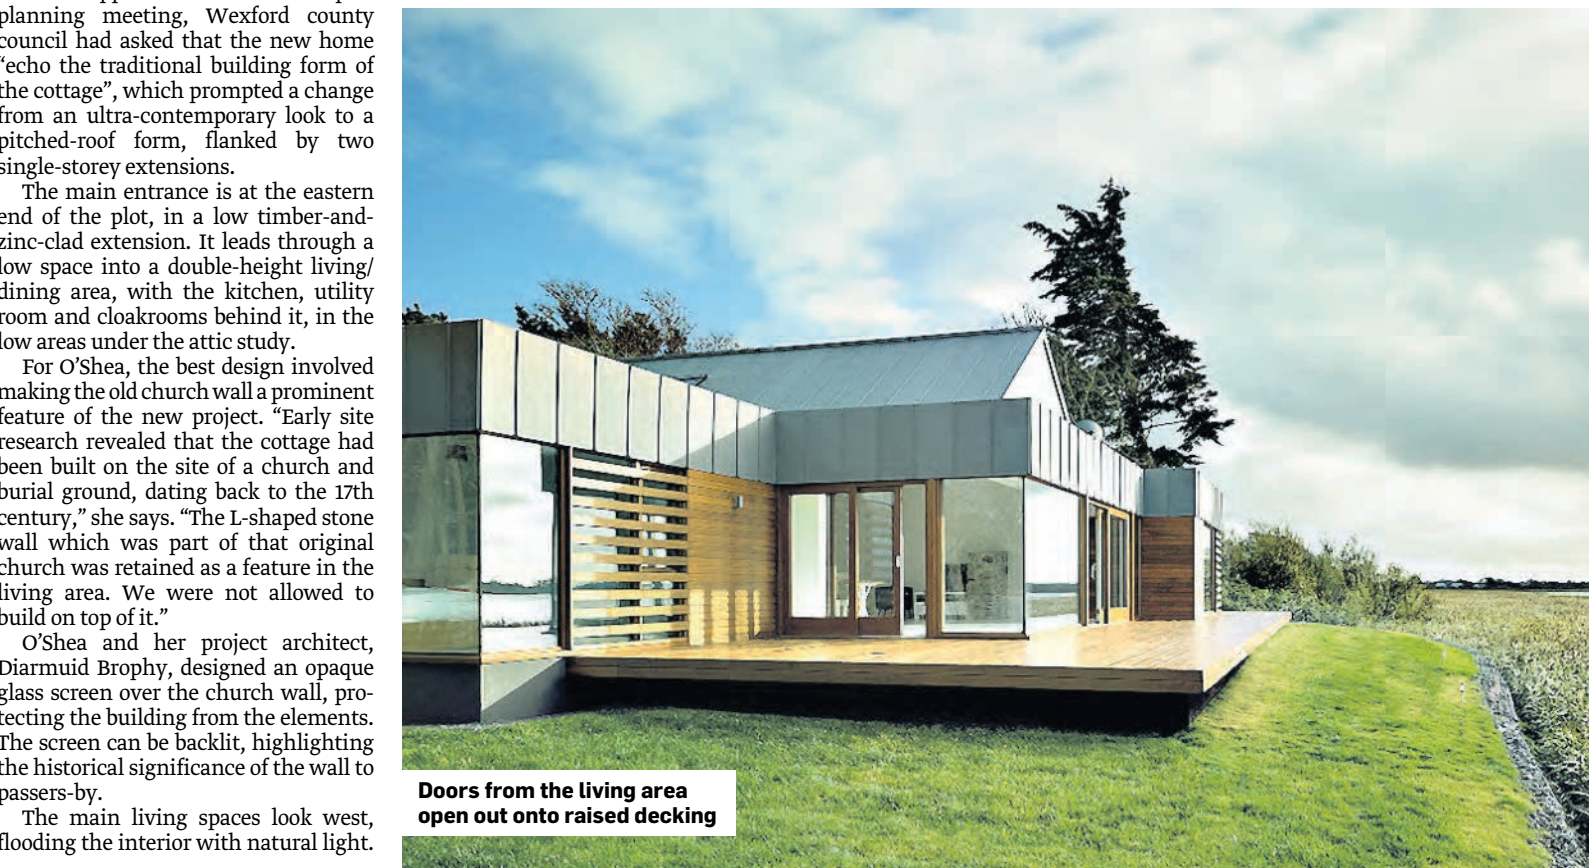 planning meeting, Wexford county
council had asked that the new home
“echo the traditional building form of
the cottage”, which prompted a change
from an ultra-contemporary look to a
pitched-roof form, flanked by two
single-storey extensions.
The main entrance is at the eastern
end of the plot, in a low timber-and-
zinc-clad extension. It leads through a
low space into a double-height living/
dining area, with the kitchen, utility
room and cloakrooms behind it, in the
low areas under the attic study.
For O’Shea, the best design involved
making the old church wall a prominent
feature of the new project. “Early site
research revealed that the cottage had
been built on the site of a church and
burial ground, dating back to the 17th
century,” she says. “The L-shaped stone
wall which was part of that original
church was retained as a feature in the
living area. We were not allowed to
build on top of it.”
O’Shea and her project architect,
Diarmuid Brophy, designed an opaque
glass screen over the church wall, pro-
tecting the building from the elements.
The screen can be backlit, highlighting
the historical significance of the wall to
passers-by.
The main living spaces look west,
flooding the interior with natural light.
Doors from the living area
open out onto raised decking